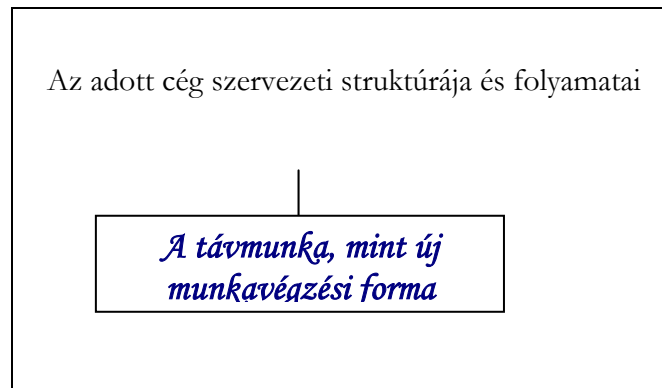 Az adott cég szervezeti struktúrája és folyamatai
A távmunka, mint új
munkavégzési forma